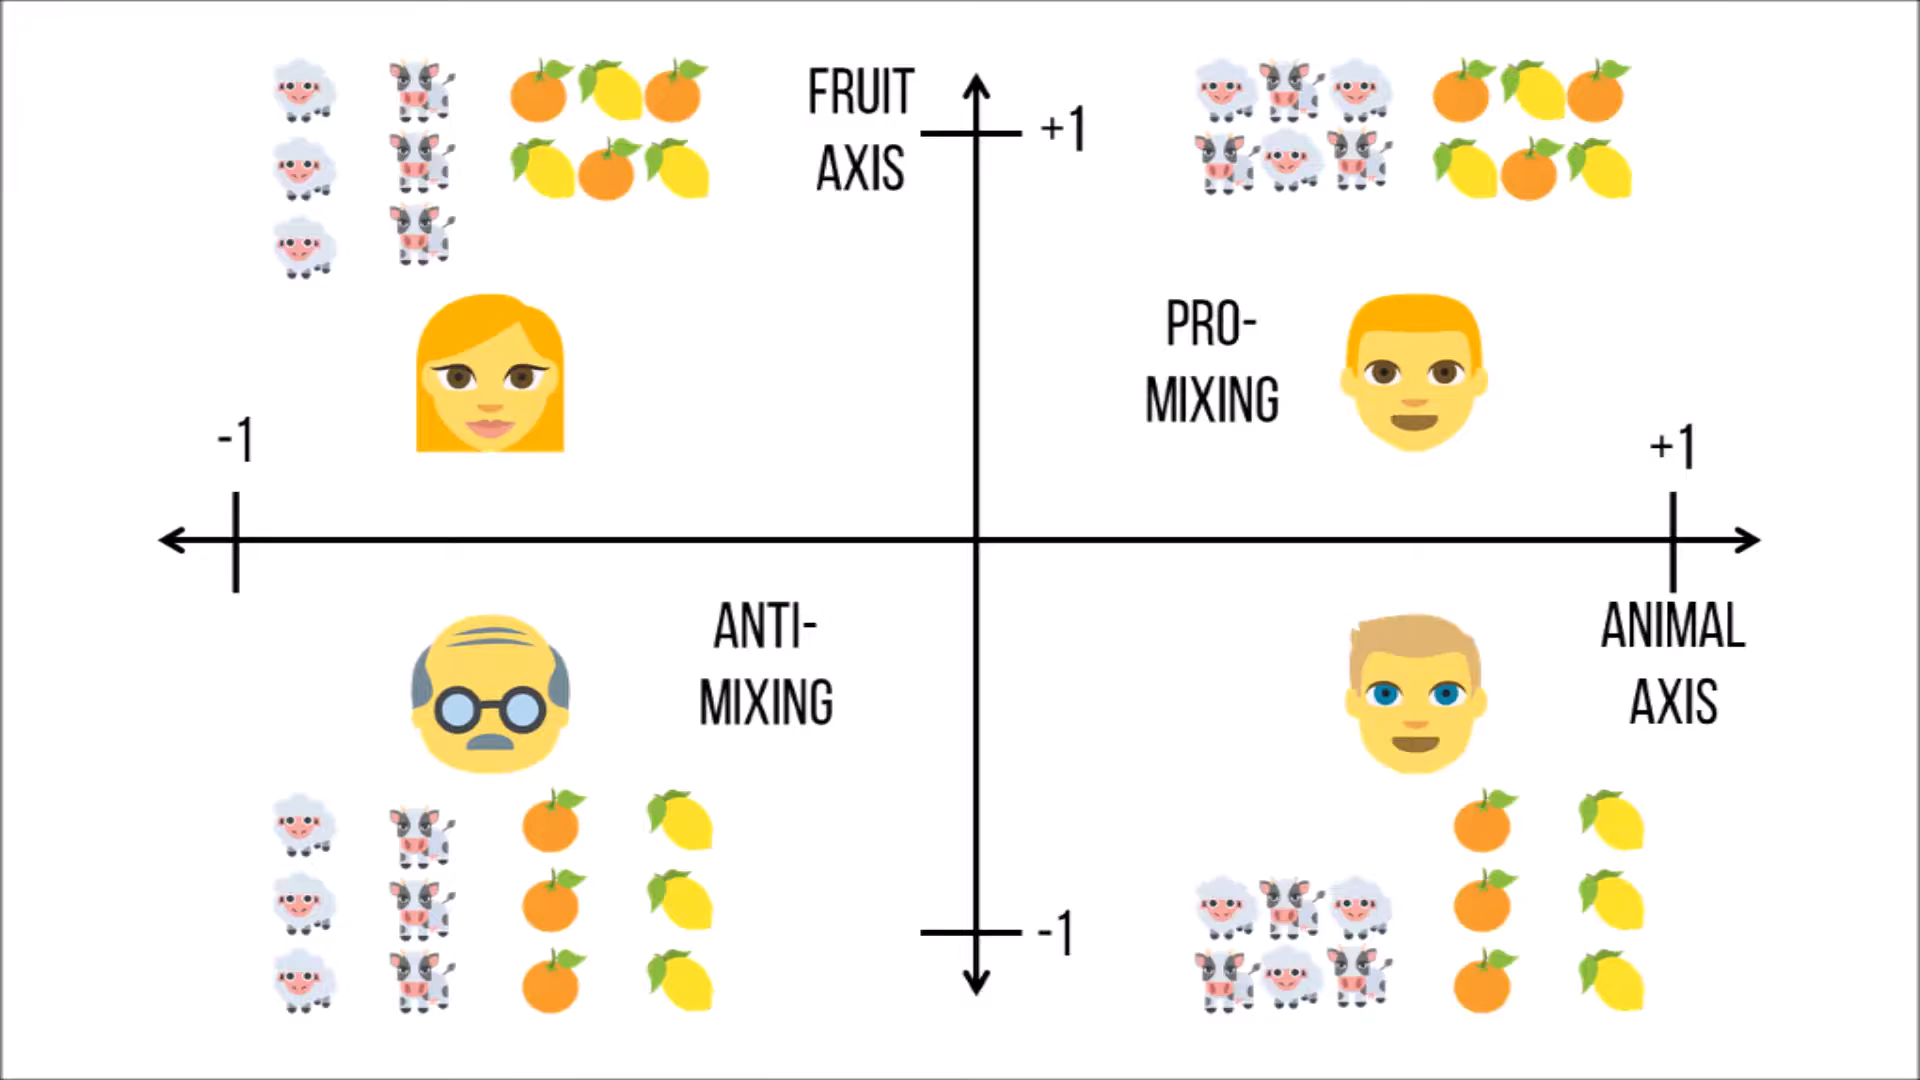 FRUIT
AXIS
+1
PRO-
MIXING
-1
+1
ANTI-
MIXING
ANIMAL
AXIS
-1